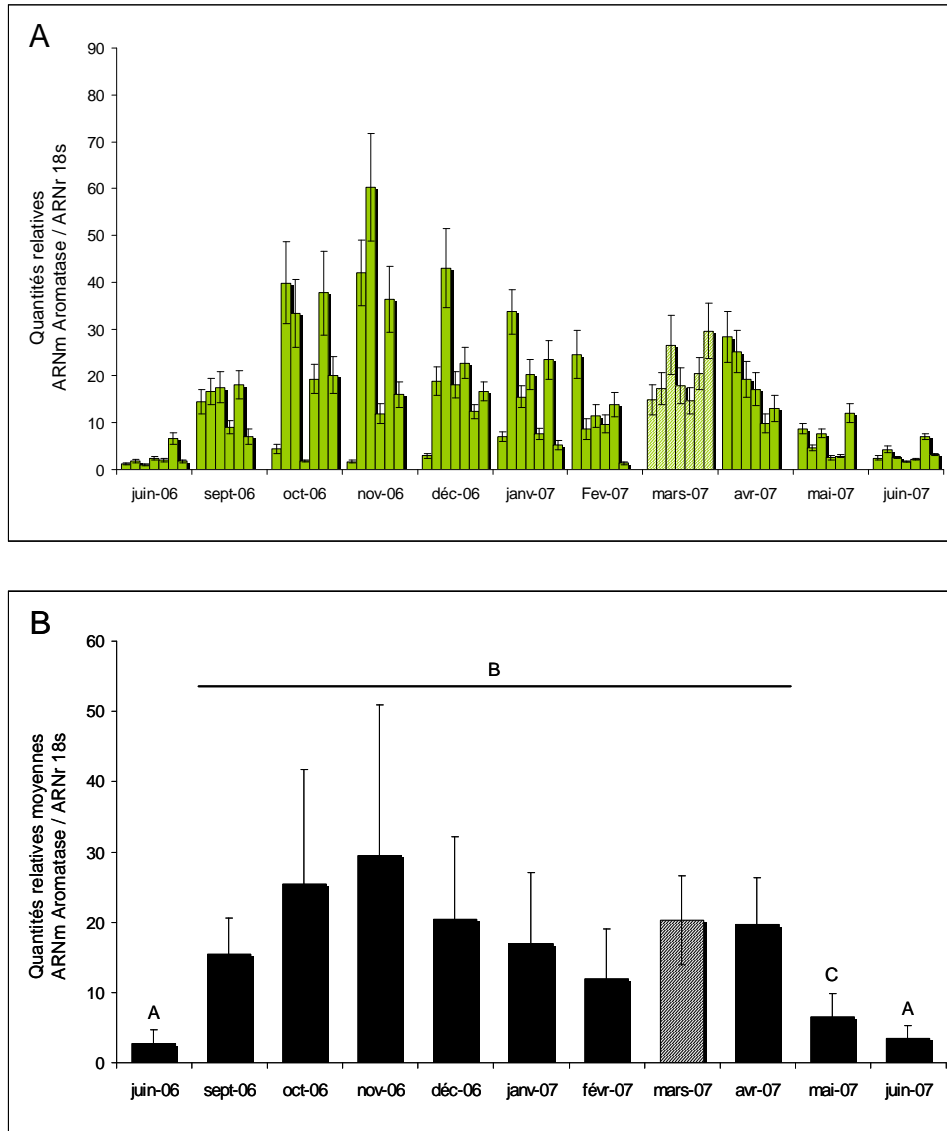 A
Quantités relatives
ARNm Aromatase / ARNr 18s
90
80
70
60
50
40
30
20
10
0
juin-06 sept-06 oct-06 nov-06 déc-06 janv-07 Fev-07 mars-07 avr-07 mai-07 juin-07
B
Quantités relatives moyennes
ARNm Aromatase / ARNr 18s
60
50
40
30
20
10
0
B
A
C
A
juin-06 sept-06 oct-06 nov-06 déc-06 janv-07 févr-07 mars-07 avr-07 mai-07 juin-07